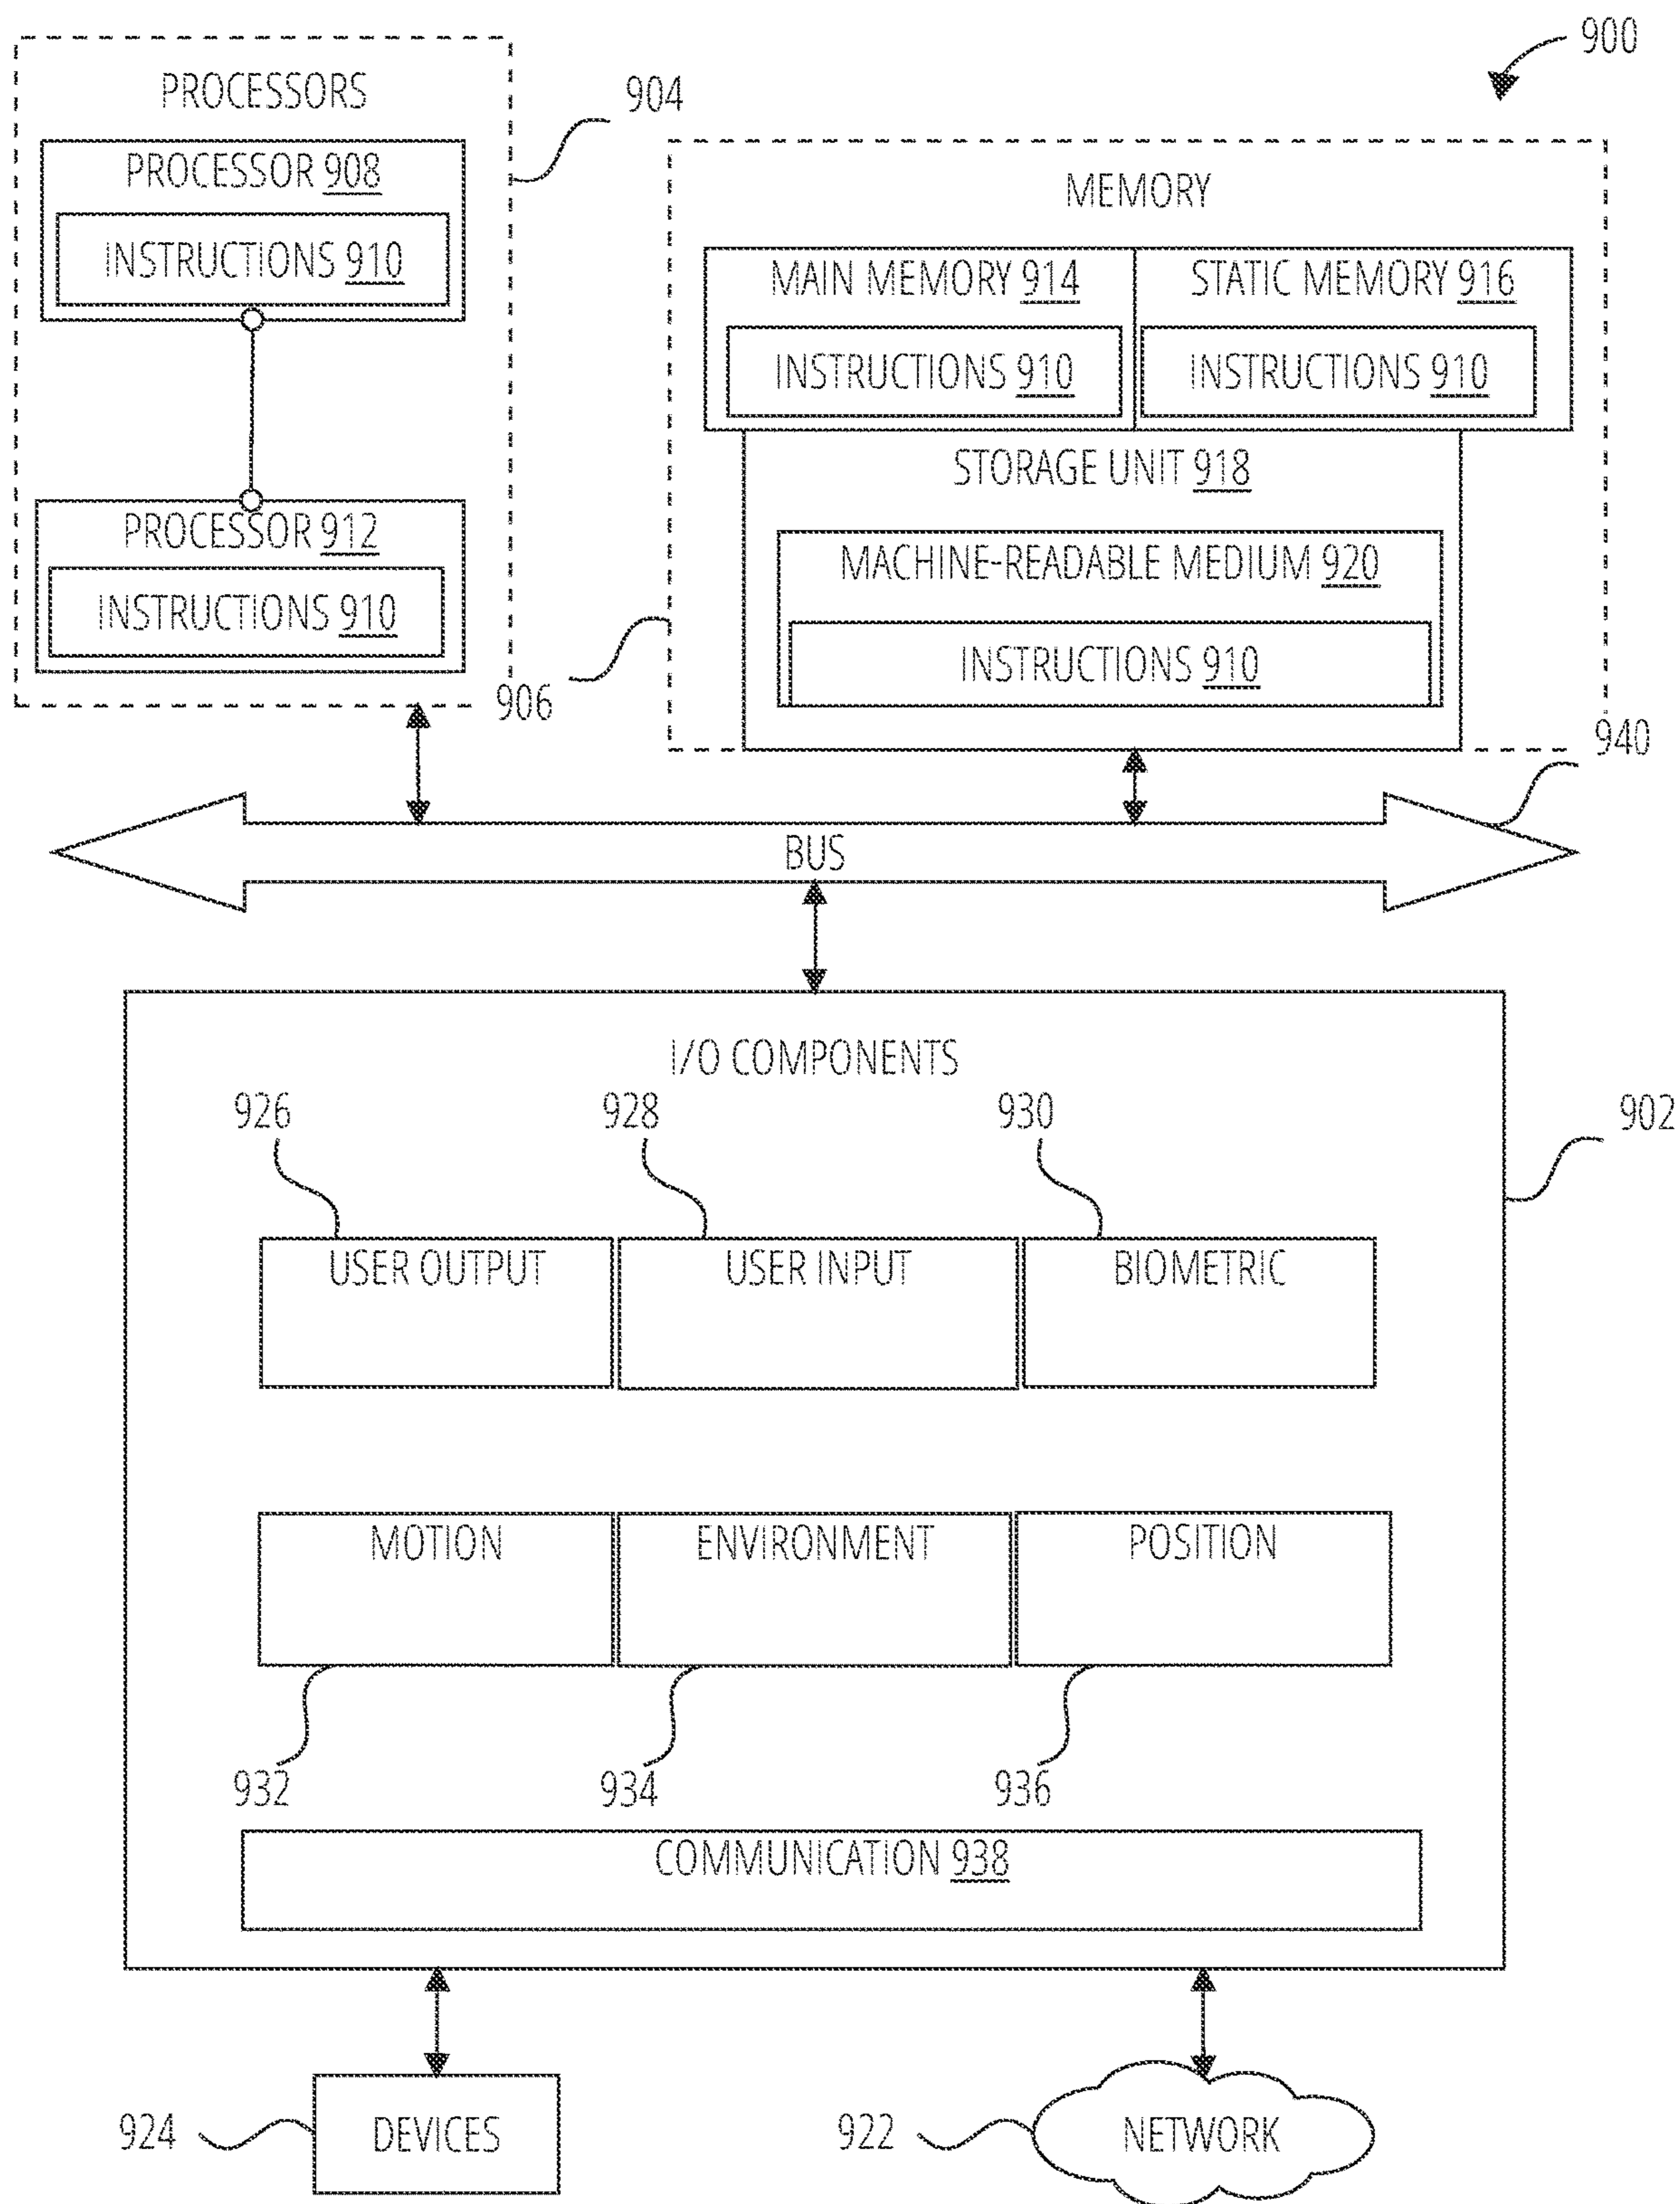 900
PROCESSORS
904
PROCESSOR 908
MEMORY
INSTRUCTIONS 910
MAIN MEMORY 914
STATIC MEMORY 916
INSTRUCTIONS 910
INSTRUCTIONS 910
STORAGE UNIT 918
PROCESSOR 912
MACHINE-READABLE MEDIUM 920
INSTRUCTIONS 910
INSTRUCTIONS 910
906
940
BUS
I/O COMPONENTS
926
928
930
902
USER OUTPUT
USER INPUT
BIOMETRIC
MOTION
ENVIRONMENT
POSITION
932
934
936
COMMUNICATION 938
924
DEVICES
922
NETWORK